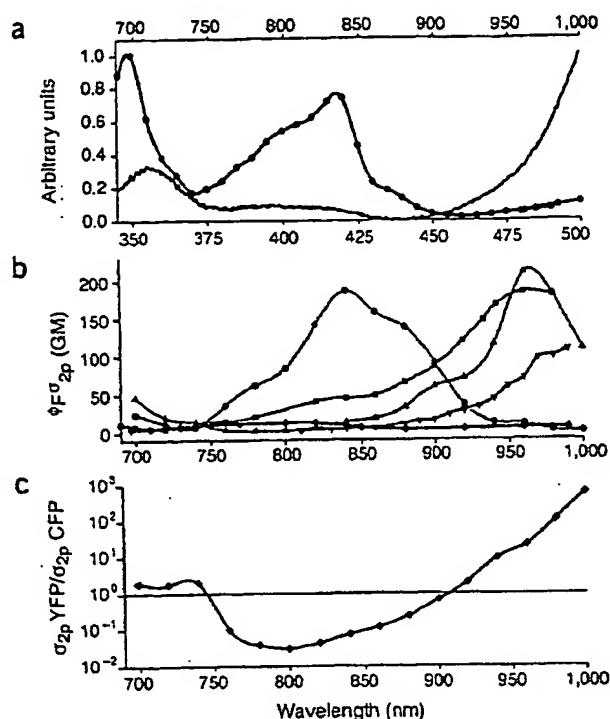 a
700 750 800 850 900 950 1,000
Arbitrary units
1.0
0.8
0.6
0.4
0.2
0.0
350 375 400 425 450 475 500
b
ΦFσ2p (GM)
200
150
100
50
0
700 750 800 850 900 950 1,000
c
σ2p YFP/σ2p CFP
10³
10²
10¹
10⁰
10⁻¹
10⁻²
700 750 800 850 900 950 1,000
Wavelength (nm)